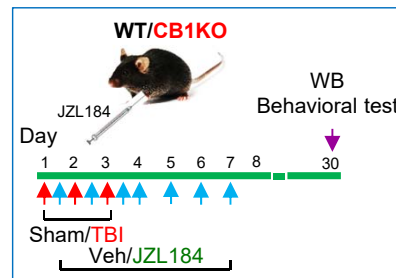 WT/CB1KO
JZL184
WB
Behavioral test
Day
1 2 3 4 5 6 7 8 30
Sham/TBI
Veh/JZL184